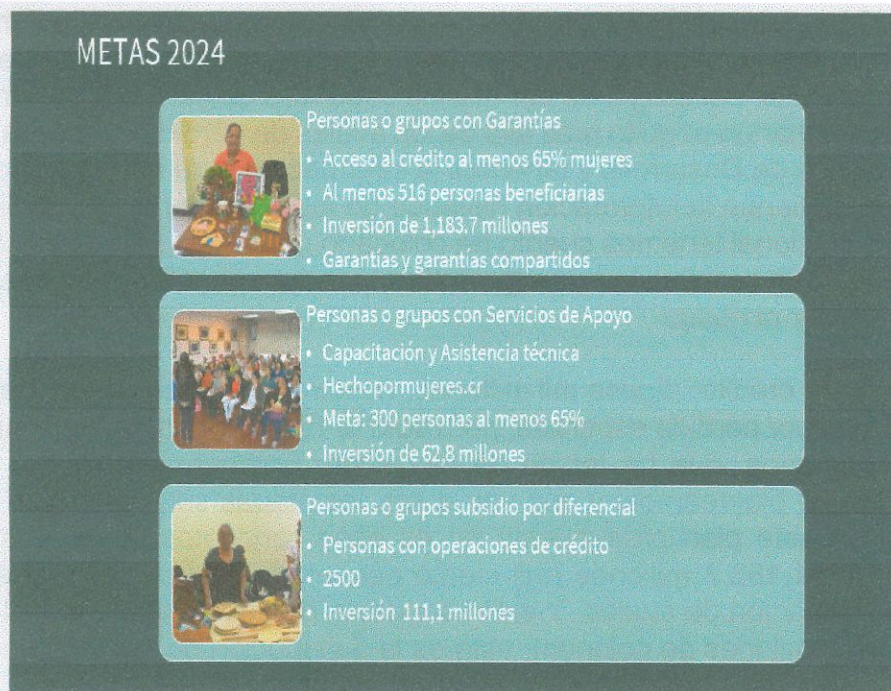 METAS 2024
Personas o grupos con Garantías
• Acceso al crédito al menos 65% mujeres
• Al menos 516 personas beneficiarias
• Inversión de 1,183.7 millones
• Garantías y garantías compartidos
Personas o grupos con Servicios de Apoyo
• Capacitación y Asistencia técnica
• Hechopormujeres.cr
• Meta: 300 personas al menos 65%
• Inversión de 62,8 millones
Personas o grupos subsidio por diferencial
• Personas con operaciones de crédito
• 2500
• Inversión 111,1 millones